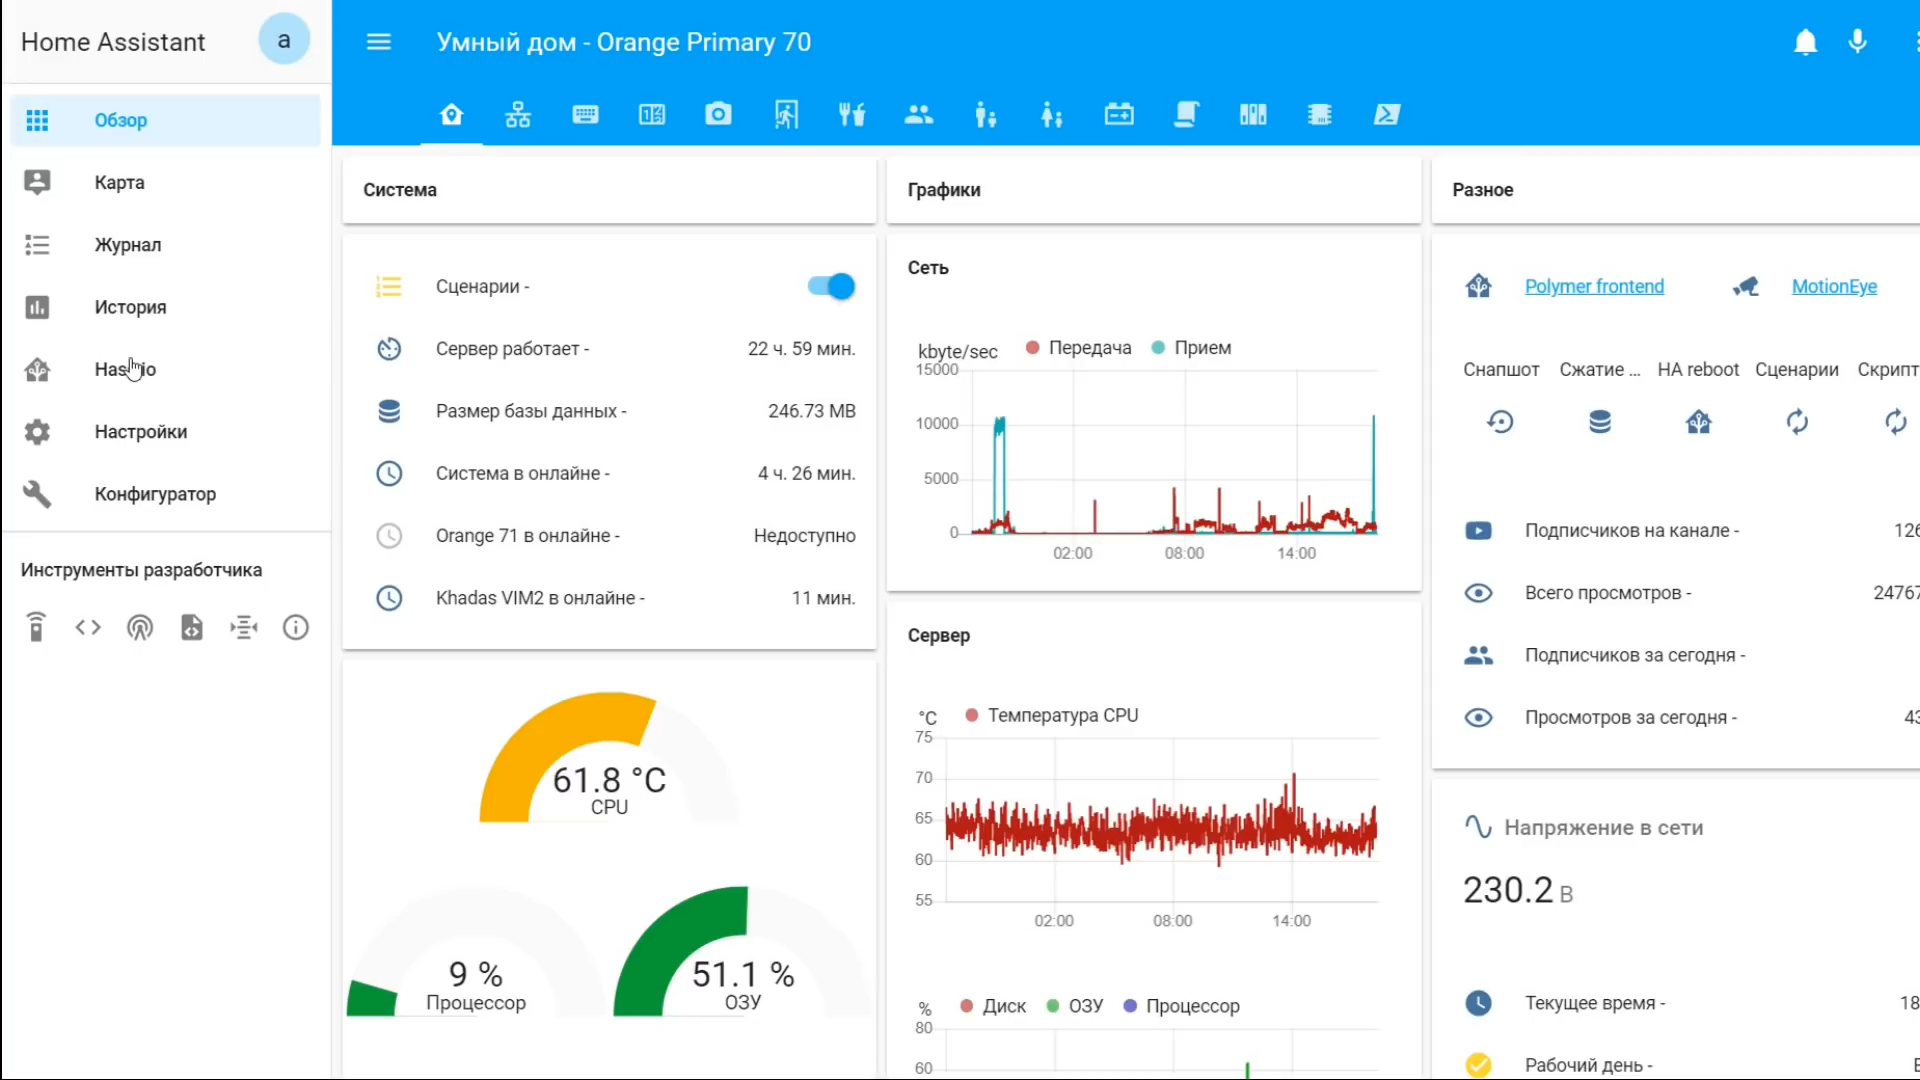 Home Assistant
a
Обзор
Карта
Журнал
История
Настройки
Конфигуратор
Инструменты разработчика
Умный дом - Orange Primary 70
Система
Сценарии -
Сервер работает -
22 ч. 59 мин.
Размер базы данных -
246.73 MB
Система в онлайне -
4 ч. 26 мин.
Orange 71 в онлайне -
Недоступно
Khadas VIM2 в онлайне -
11 мин.
61.8 °C
CPU
9 %
Процессор
51.1 %
ОЗУ
Графики
Сеть
kbyte/sec
Передача
Прием
15000
10000
5000
0
02:00
08:00
14:00
Сервер
°C
Температура CPU
75
70
65
60
55
02:00
08:00
14:00
%
Диск
ОЗУ
Процессор
80
60
Разное
Polymer frontend
MotionEye
Снапшот
Сжатие ...
HA reboot
Сценарии
Скрипт
Подписчиков на канале -
126
Всего просмотров -
24767
Подписчиков за сегодня -
Просмотров за сегодня -
43
Напряжение в сети
230.2 В
Текущее время -
18
Рабочий день -